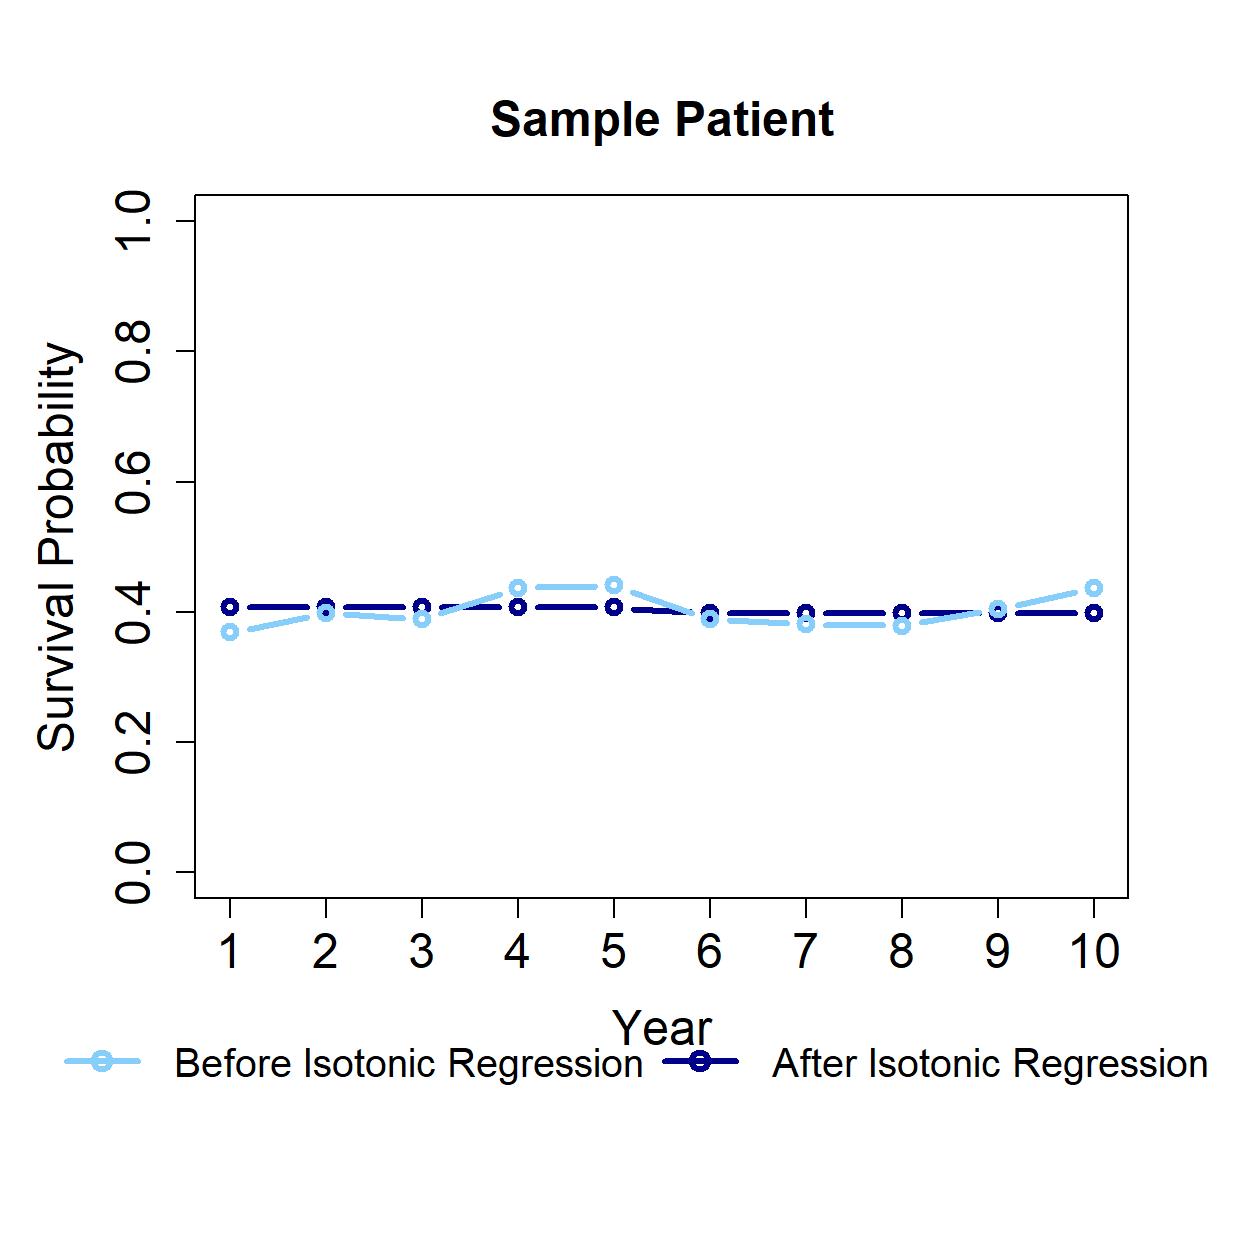 Sample Patient
Survival Probability
1.0
0.8
0.6
0.4
0.2
0.0
1 2 3 4 5 6 7 8 9 10
Year
Before Isotonic Regression After Isotonic Regression